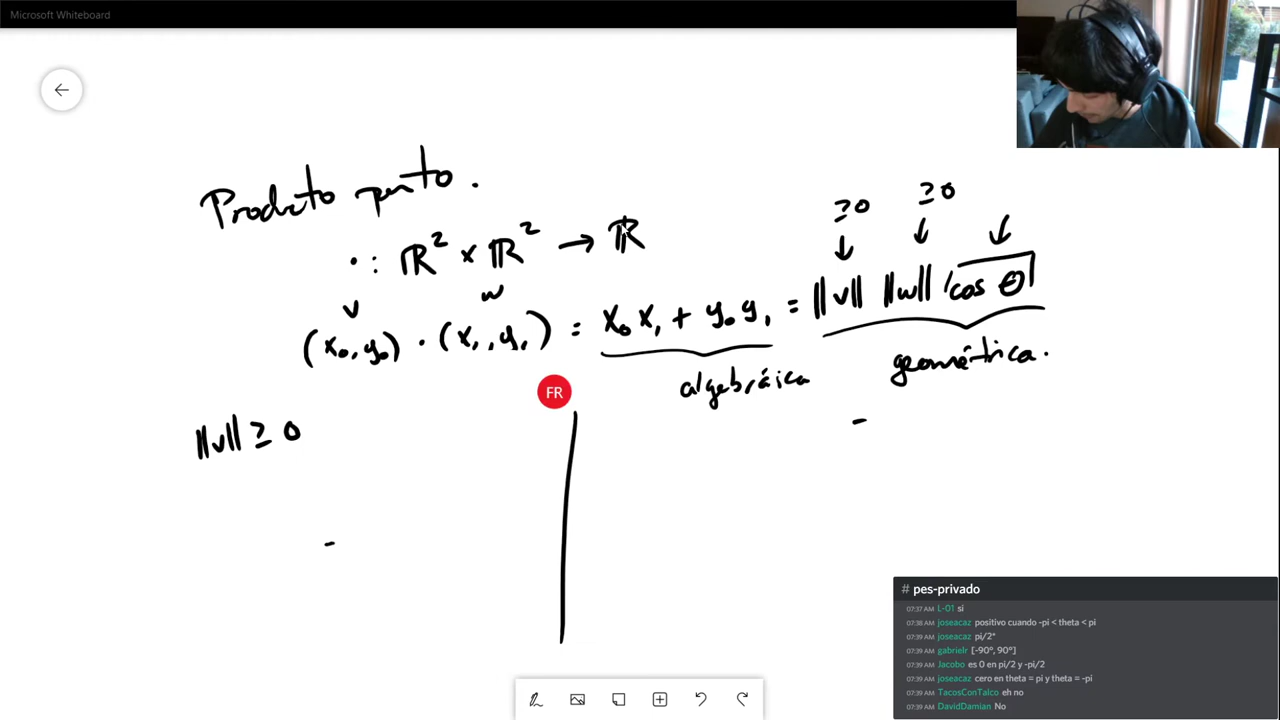 Microsoft Whiteboard
Producto punto.
· : ℝ² × ℝ² → ℝ
v w
(x₀, y₀) · (x₁, y₁) = x₀ x₁ + y₀ y₁ = ||v|| ||w|| cos θ
≥0 ≥0
↓ ↓ ↓
algebráica
geométrica.
FR
||v|| ≥ 0
# pes-privado
07:37 AM L-01 si
07:38 AM joseacaz positivo cuando -pi < theta < pi
07:39 AM joseacaz pi/2*
07:39 AM gabrielr [-90°, 90°]
07:39 AM Jacobo es 0 en pi/2 y -pi/2
07:39 AM joseacaz cero en theta = pi y theta = -pi
07:39 AM TacosConTalco eh no
07:39 AM DavidDamian No